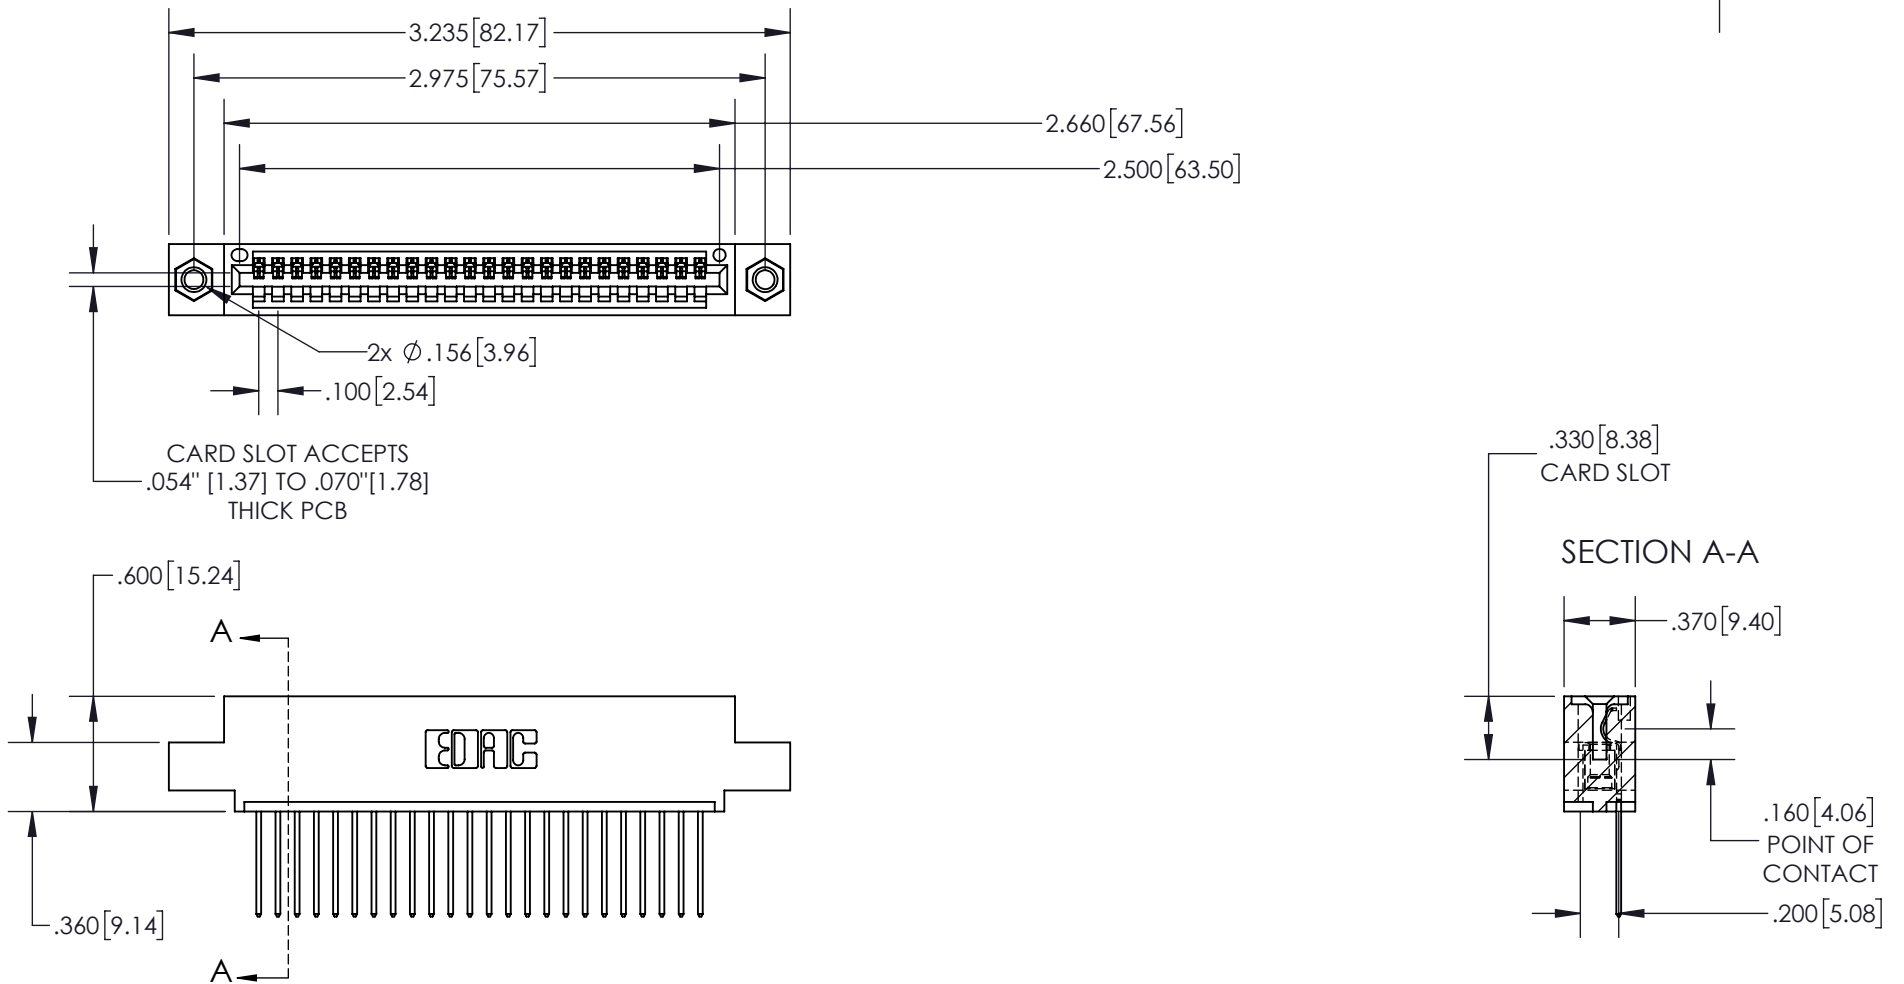 3.235[82.17]
2.975[75.57]
2.660[67.56]
2.500[63.50]
2x ⌀.156[3.96]
.100[2.54]
CARD SLOT ACCEPTS
.054" [1.37] TO .070"[1.78]
THICK PCB
.330[8.38]
CARD SLOT
SECTION A-A
.600[15.24]
A
.370[9.40]
EDAC
.160[4.06]
POINT OF
CONTACT
.200[5.08]
.360[9.14]
A